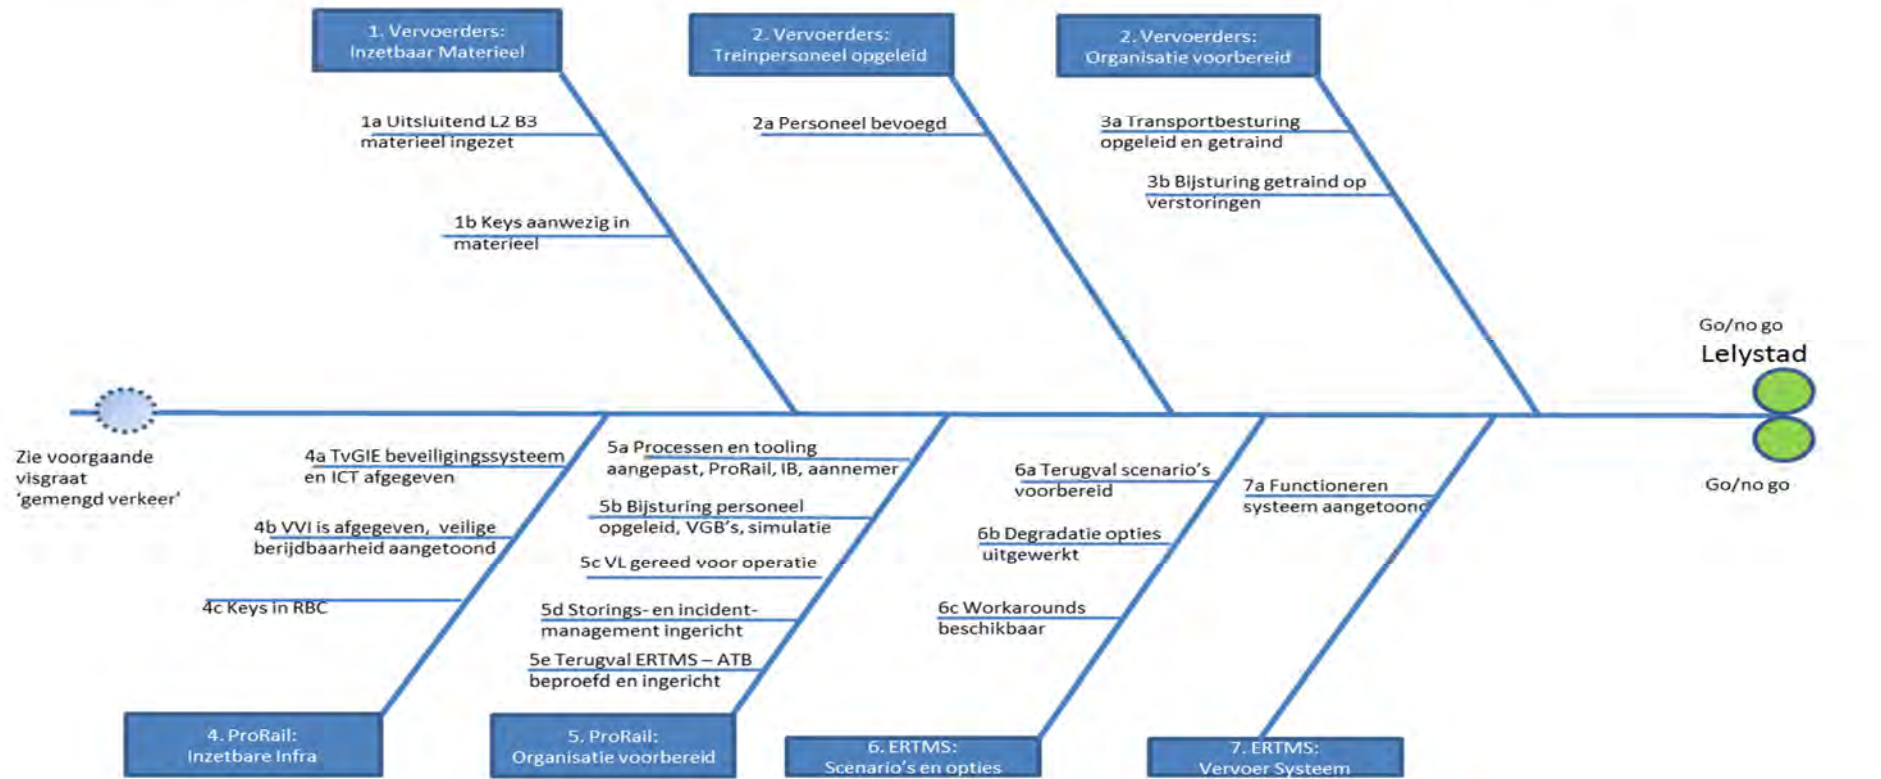 1. Vervoerders:
Inzetbaar Materieel
2. Vervoerders:
Treinpersoneel opgeleid
2. Vervoerders:
Organisatie voorbereid
1a Uitsluitend L2 B3
materieel ingezet
1b Keys aanwezig in
materieel
2a Personeel bevoegd
3a Transportbesturing
opgeleid en getraind
3b Bijsturing getraind op
verstoringen
Go/no go
Lelystad
Go/no go
Zie voorgaande
visgraat
‘gemengd verkeer’
4a TvGIE beveiligingssysteem
en ICT afgegeven
4b VVI is afgegeven, veilige
berijdbaarheid aangetoond
4c Keys in RBC
5a Processen en tooling
aangepast, ProRail, IB, aannemer
5b Bijsturing personeel
opgeleid, VGB’s, simulatie
5c VL gereed voor operatie
5d Storings- en incident-
management ingericht
5e Terugval ERTMS – ATB
beproefd en ingericht
6a Terugval scenario’s
voorbereid
6b Degradatie opties
uitgewerkt
6c Workarounds
beschikbaar
7a Functioneren
systeem aangetoond
4. ProRail:
Inzetbare Infra
5. ProRail:
Organisatie voorbereid
6. ERTMS:
Scenario’s en opties
7. ERTMS:
Vervoer Systeem